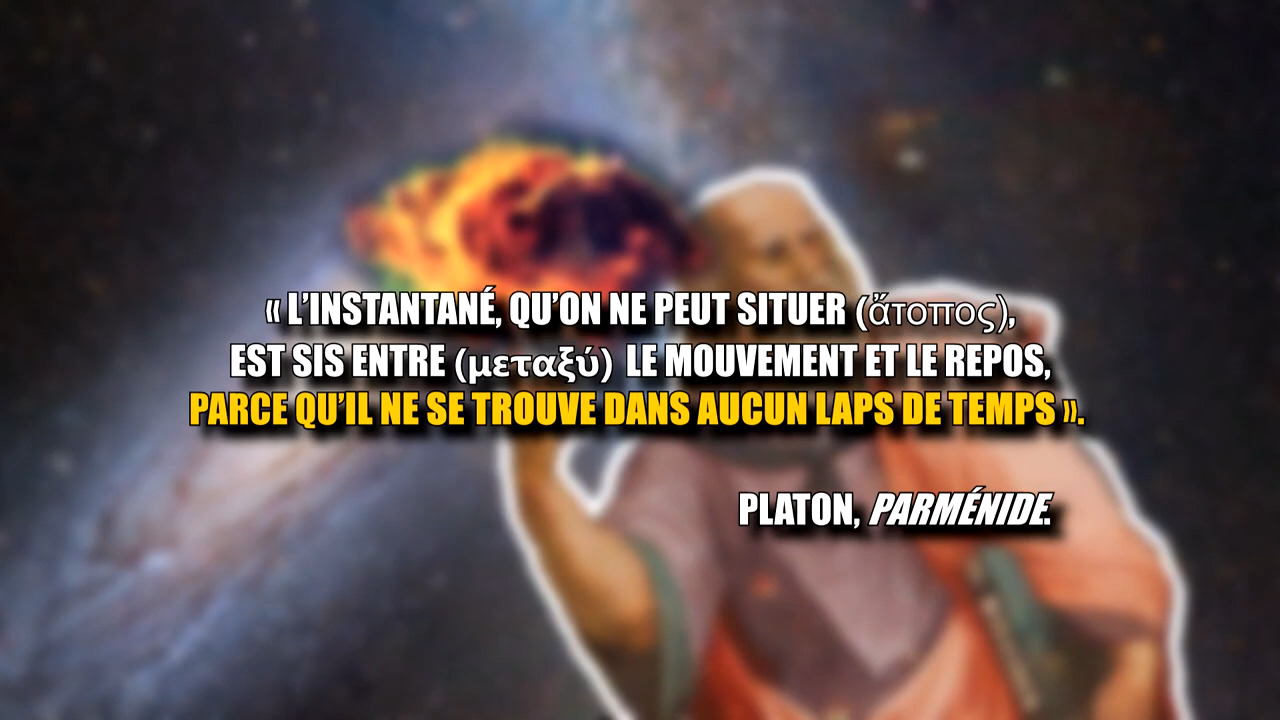 « L’INSTANTANÉ, QU’ON NE PEUT SITUER (ἄτοπος),
EST SIS ENTRE (μεταξύ) LE MOUVEMENT ET LE REPOS,
PARCE QU’IL NE SE TROUVE DANS AUCUN LAPS DE TEMPS ».
PLATON, PARMÉNIDE.